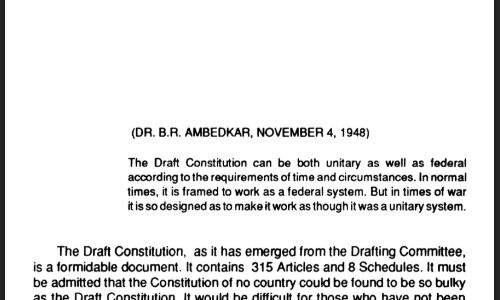 (DR. B.R. AMBEDKAR, NOVEMBER 4, 1948)
The Draft Constitution can be both unitary as well as federal
according to the requirements of time and circumstances. In normal
times, it is framed to work as a federal system. But in times of war
it is so designed as to make it work as though it was a unitary system.
The Draft Constitution, as it has emerged from the Drafting Committee,
is a formidable document. It contains 315 Articles and 8 Schedules. It must
be admitted that the Constitution of no country could be found to be so bulky
as the Draft Constitution. It would be difficult for those who have not been